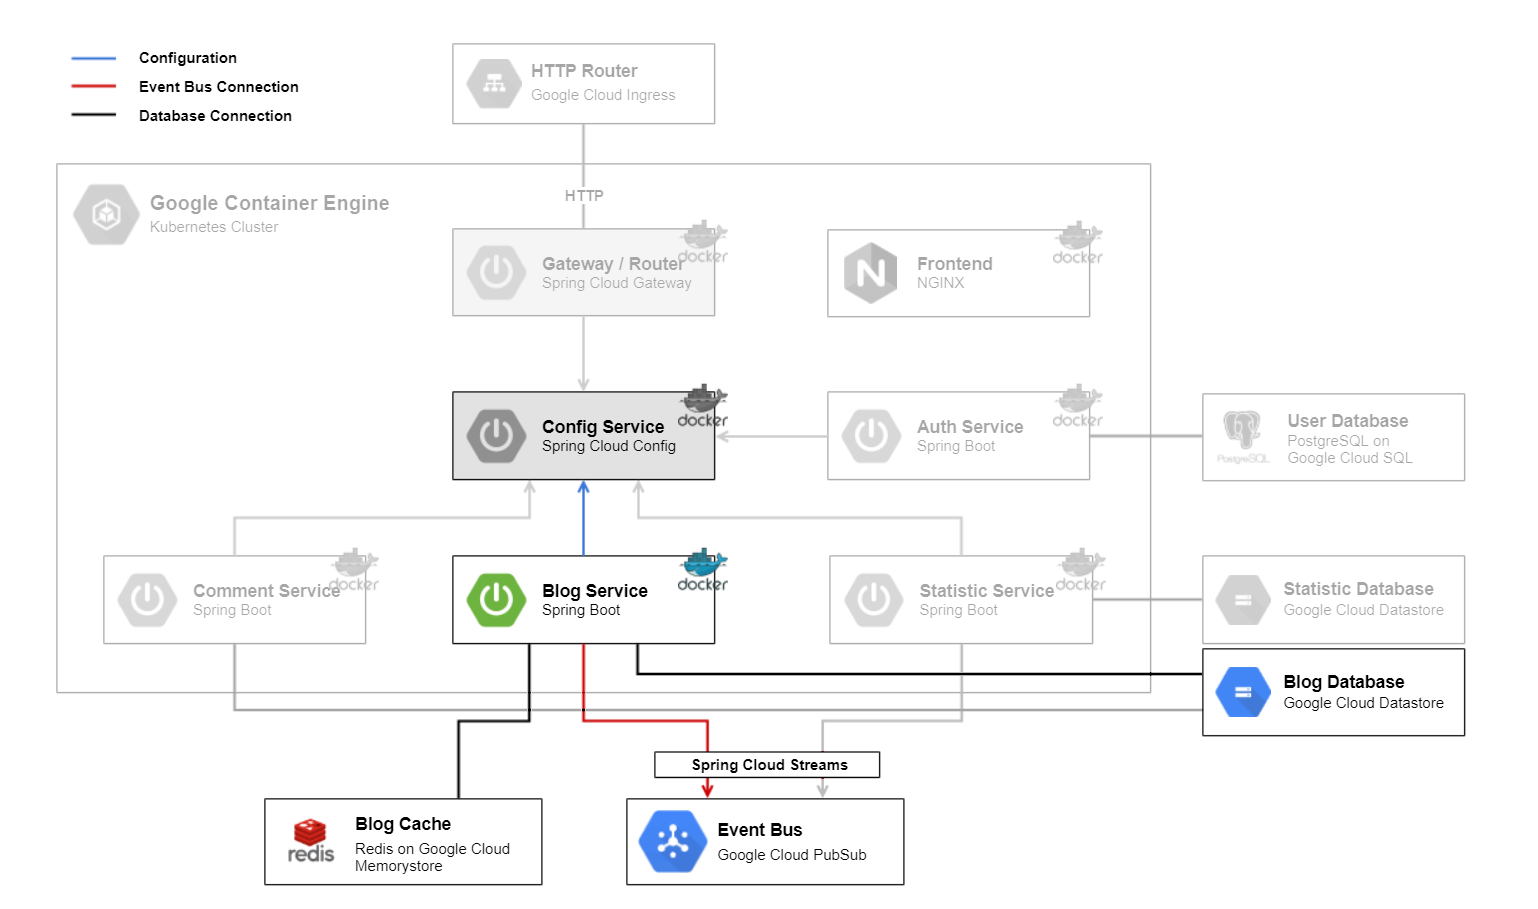 Configuration
Event Bus Connection
Database Connection
HTTP Router
Google Cloud Ingress
HTTP
Google Container Engine
Kubernetes Cluster
docker
Gateway / Router
Spring Cloud Gateway
docker
Frontend
NGINX
docker
Config Service
Spring Cloud Config
docker
Auth Service
Spring Boot
PostgreSQL
User Database
PostgreSQL on
Google Cloud SQL
docker
Comment Service
Spring Boot
docker
Blog Service
Spring Boot
docker
Statistic Service
Spring Boot
Statistic Database
Google Cloud Datastore
Blog Database
Google Cloud Datastore
Spring Cloud Streams
redis
Blog Cache
Redis on Google Cloud
Memorystore
Event Bus
Google Cloud PubSub